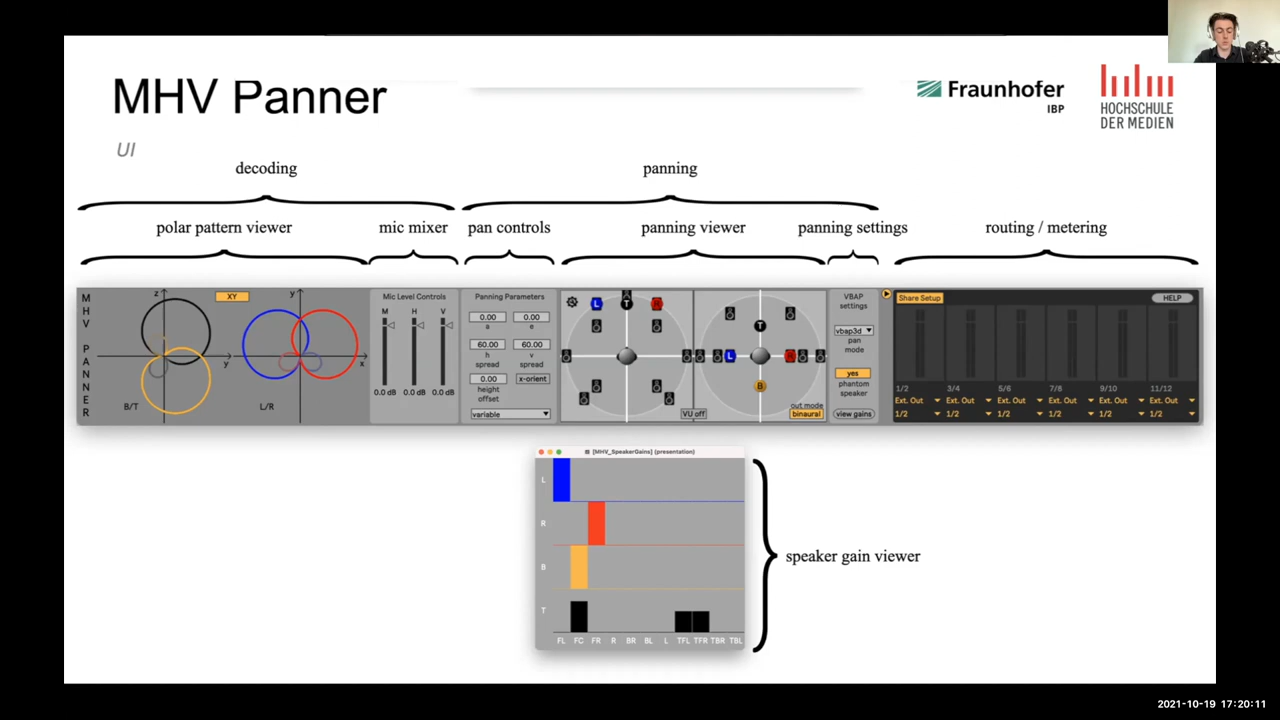 MHV Panner
Fraunhofer
IBP
HOCHSCHULE
DER MEDIEN
UI
decoding
panning
polar pattern viewer
mic mixer
pan controls
panning viewer
panning settings
routing / metering
MHV PANNER
z
y
B/T
XY
y
x
L/R
Mic Level Controls
M H V
0.0 dB 0.0 dB 0.0 dB
Panning Parameters
0.00 0.00
a e
60.00 60.00
h spread
v spread
0.00 x-orient
height offset
variable
L T R
VU off
T
L R
B
out mode
binaural
VBAP
settings
vbap3d
pan
mode
yes
phantom
speaker
view gains
Share Setup
HELP
1/2 3/4 5/6 7/8 9/10 11/12
Ext. Out Ext. Out Ext. Out Ext. Out Ext. Out Ext. Out
1/2 1/2 1/2 1/2 1/2 1/2
[MHV_SpeakerGains] (presentation)
L
R
B
T
FL FC FR R BR BL L TFL TFR TBR TBL
speaker gain viewer
2021-10-19 17:20:11